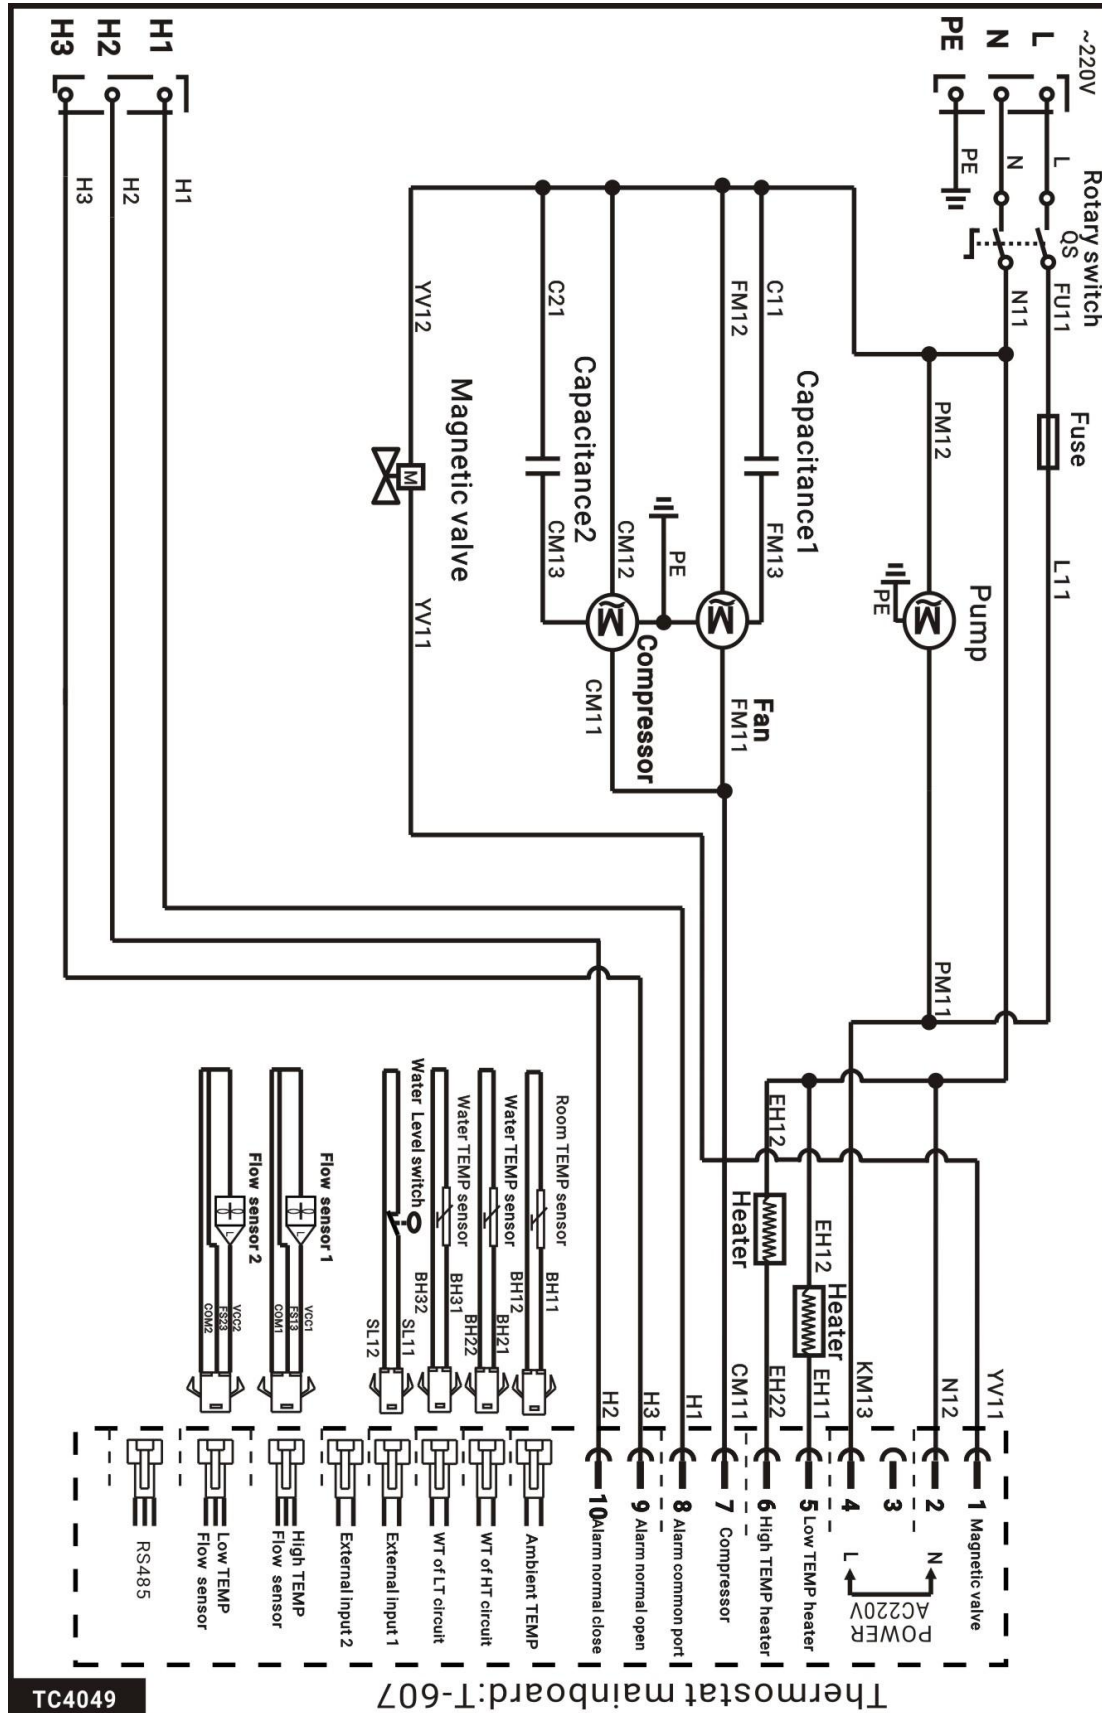 ~220V
L
N
PE
H1
H2
H3
Rotary switch
QS
L
N
PE
H1
H2
H3
FU11
N11
Fuse
L11
PM12
Pump
PE
PM11
C11
Capacitance1
FM13
FM12
Fan
FM11
PE
CM12
Compressor
CM11
C21
Capacitance2
CM13
YV12
Magnetic valve
YV11
M
M
M
M
EH12
Heater
EH22
EH12
Heater
EH11
KM13
N12
YV11
CM11
H1
H3
H2
Room TEMP sensor
BH11
BH12
Water TEMP sensor
BH21
BH22
Water TEMP sensor
BH31
BH32
Water Level switch
SL11
SL12
Flow sensor 1
L
VCC1
FS13
COM1
Flow sensor 2
L
VCC2
FS23
COM2
1 Magnetic valve
2
N
3
4
L
POWER
AC220V
5 Low TEMP heater
6 High TEMP heater
7 Compressor
8 Alarm common port
9 Alarm normal open
10 Alarm normal close
Ambient TEMP
WT of HT circuit
WT of LT circuit
External input 1
External input 2
High TEMP
Flow sensor
Low TEMP
Flow sensor
RS485
Thermostat mainboard:T-607
TC4049